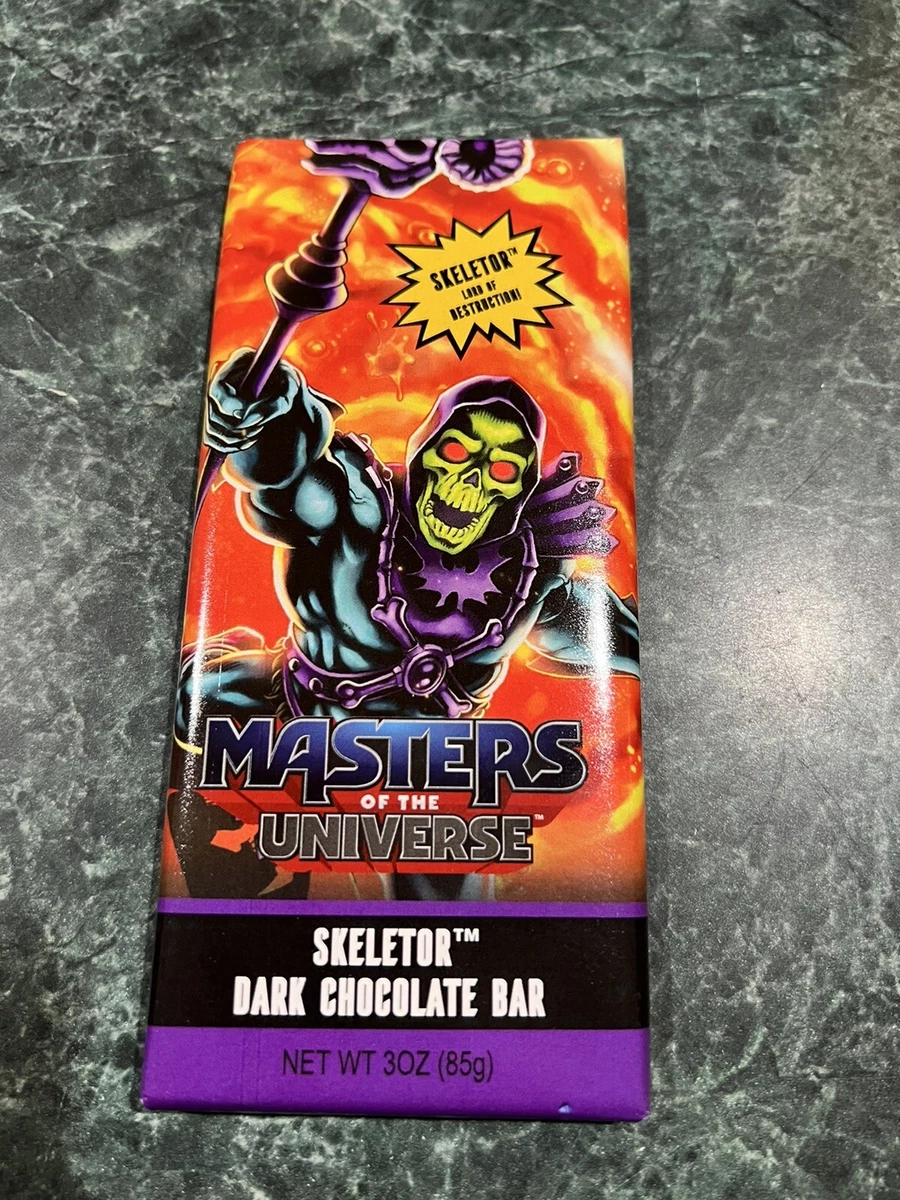 SKELETOR™
LORD OF
DESTRUCTION!
MASTERS
OF THE
UNIVERSE™
SKELETOR™
DARK CHOCOLATE BAR
NET WT 3OZ (85g)